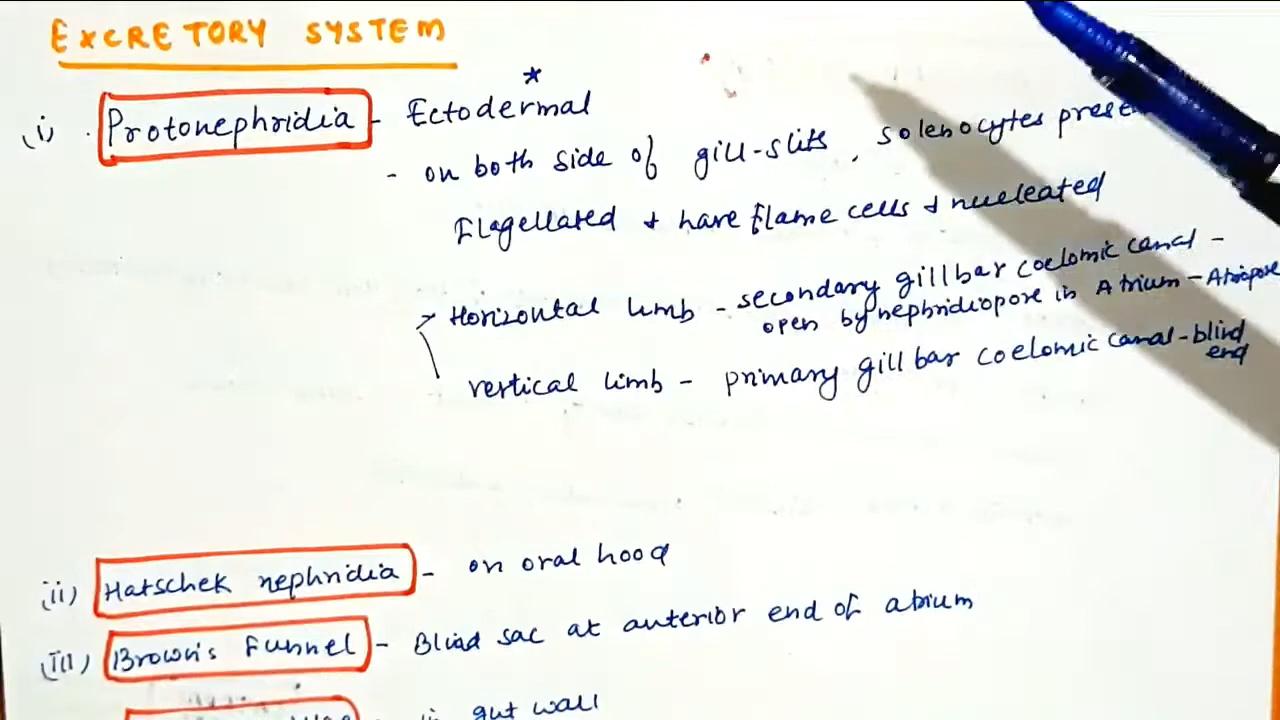 EXCRETORY SYSTEM
(i) Protonephridia - Ectodermal *
- on both side of gill-slits, solenocytes
Flagellated & have flame cells & nucleated
Horizontal limb - secondary gill bar coelomic canal -
open by nephridiopore in Atrium - Atriopore
vertical limb - primary gill bar coelomic canal - blind
end
(ii) Hatschek nephridia - on oral hood
(III) Brown's Funnel - Blind sac at anterior end of atrium
gut wall